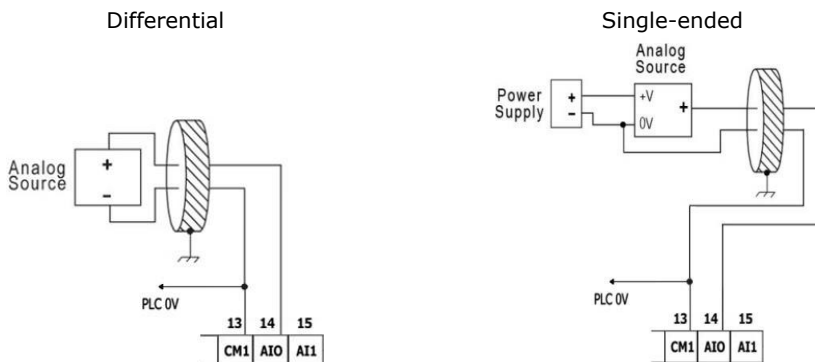 Differential
Analog
Source
+
-
PLC 0V
13 14 15
CM1 AI0 AI1
Single-ended
Analog
Source
Power
Supply
+
-
+V
0V
+
PLC 0V
13 14 15
CM1 AI0 AI1